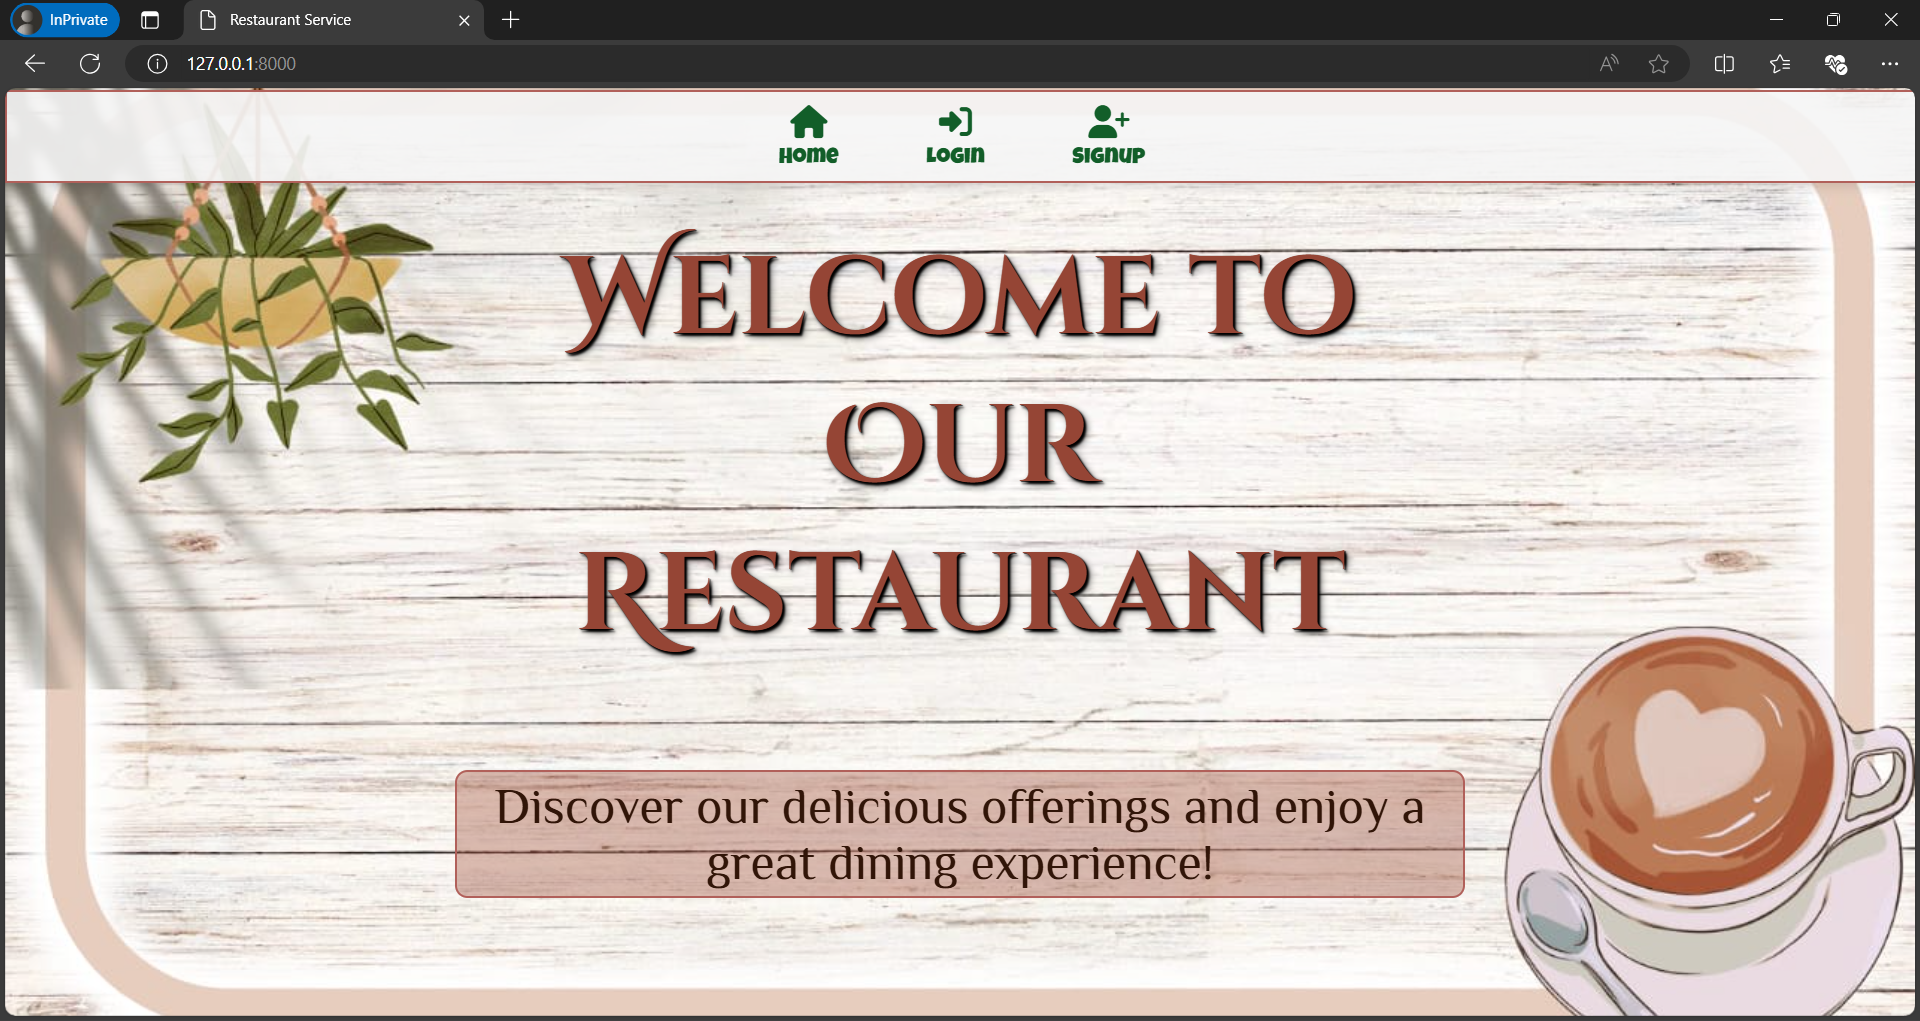 InPrivate
Restaurant Service
127.0.0.1:8000
Home
Login
Signup
Welcome to
Our
Restaurant
Discover our delicious offerings and enjoy a
great dining experience!